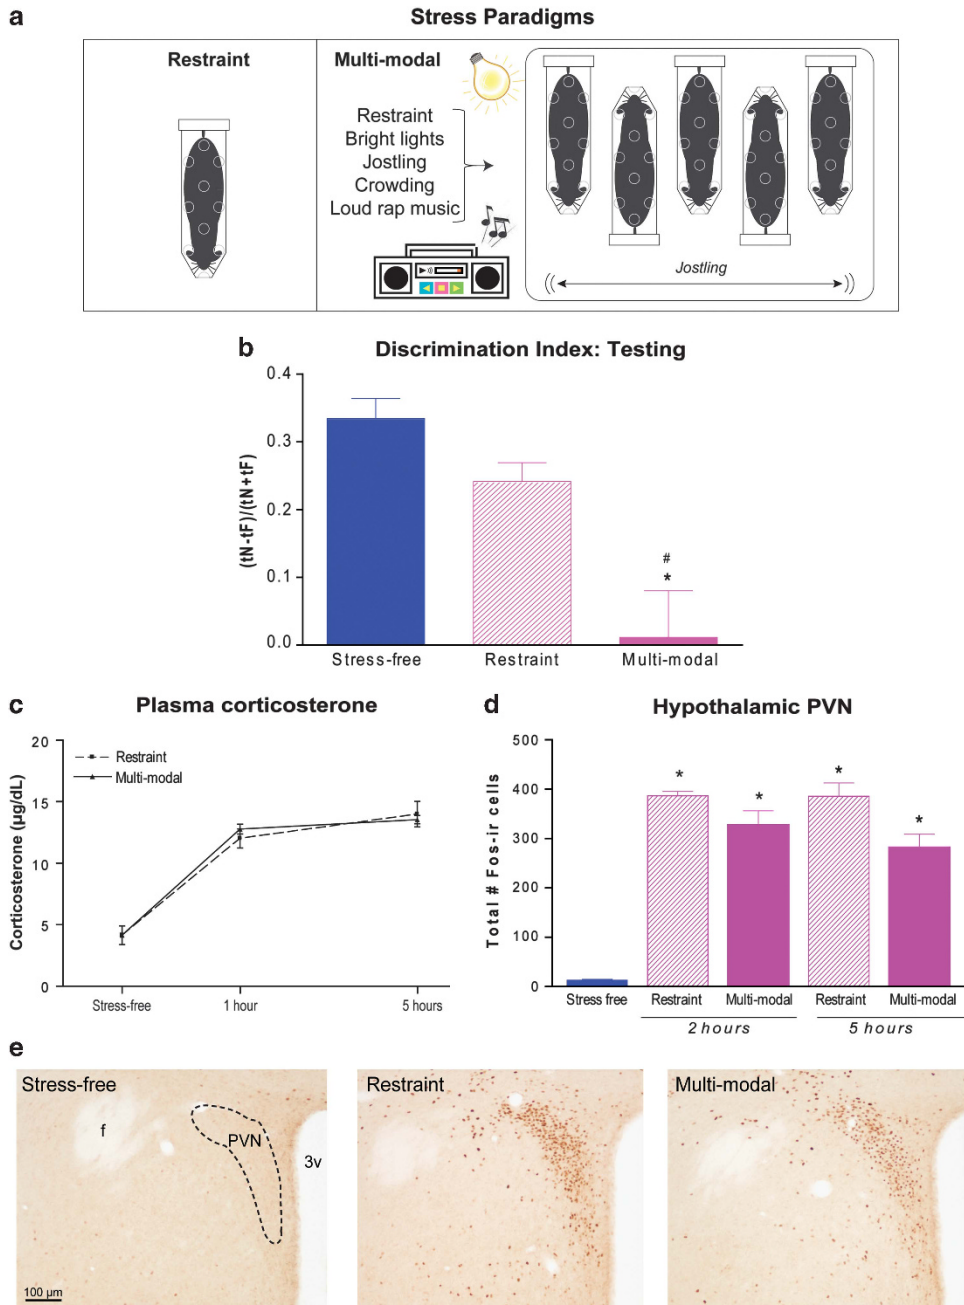 a
Stress Paradigms
Restraint
Multi-modal
Restraint
Bright lights
Jostling
Crowding
Loud rap music
Jostling
b
Discrimination Index: Testing
(tN-tF)/(tN+tF)
0.4
0.3
0.2
0.1
0.0
#
*
Stress-free
Restraint
Multi-modal
c
Plasma corticosterone
Corticosterone (µg/dL)
20
15
10
5
0
Restraint
Multi-modal
Stress-free
1 hour
5 hours
d
Hypothalamic PVN
Total # Fos-ir cells
500
400
300
200
100
0
*
*
*
*
Stress free
Restraint
Multi-modal
Restraint
Multi-modal
2 hours
5 hours
e
Stress-free
f
PVN
3v
100 µm
Restraint
Multi-modal